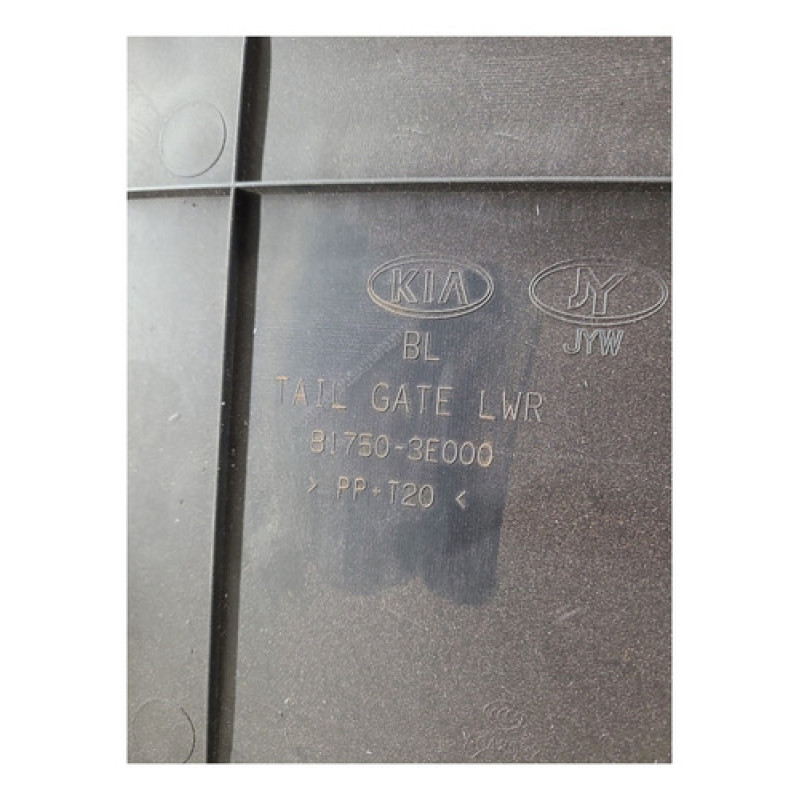 KIA JY
BL JYW
TAIL GATE LWR
81750-3E000
> PP+T20 <